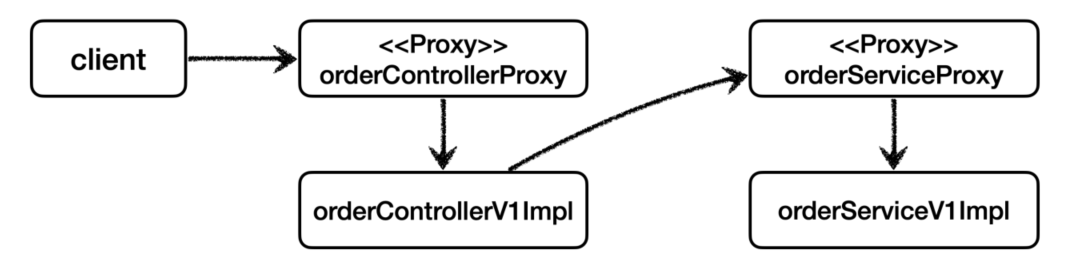 client
<<Proxy>>
orderControllerProxy
<<Proxy>>
orderServiceProxy
orderControllerV1Impl
orderServiceV1Impl